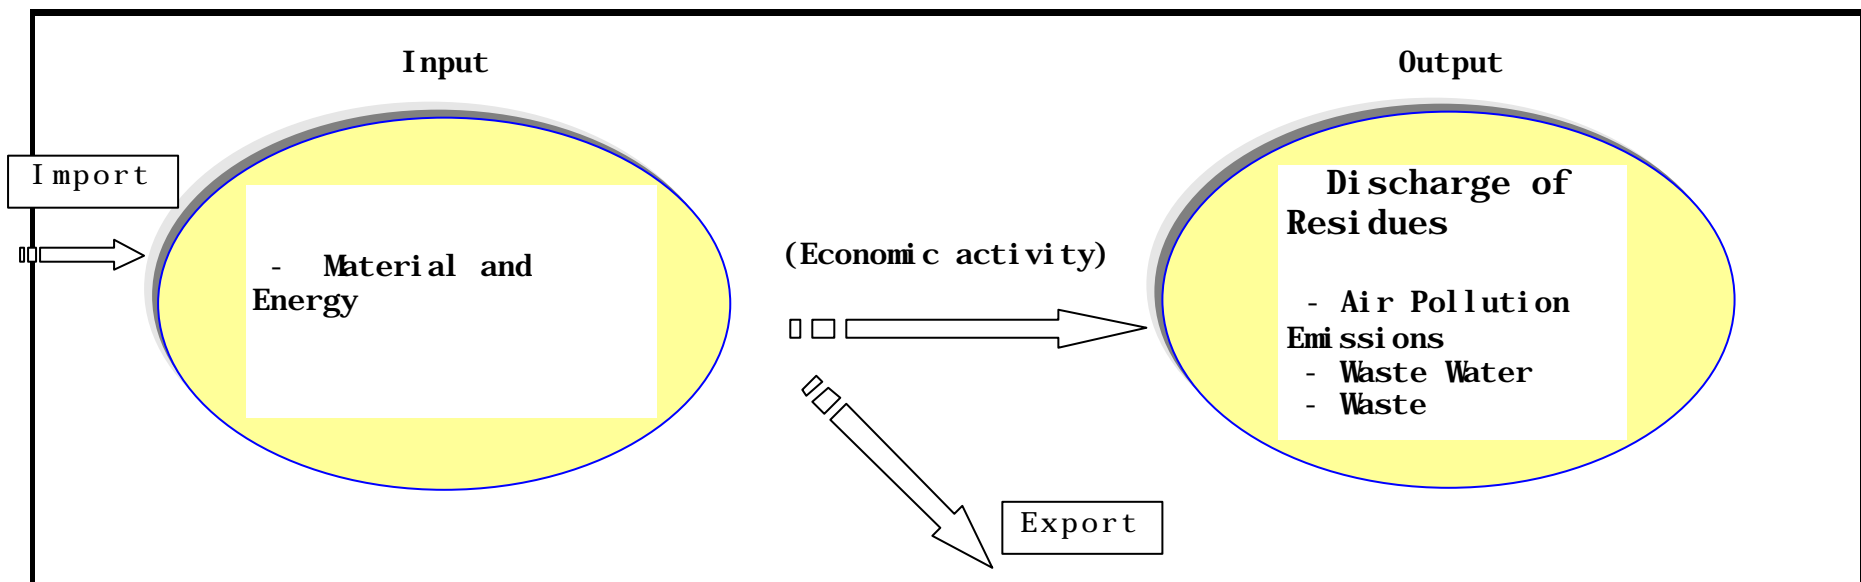 Input
Output
Import
- Material and
Energy
(Economic activity)
Discharge of
Residues
- Air Pollution
Emissions
- Waste Water
- Waste
Export